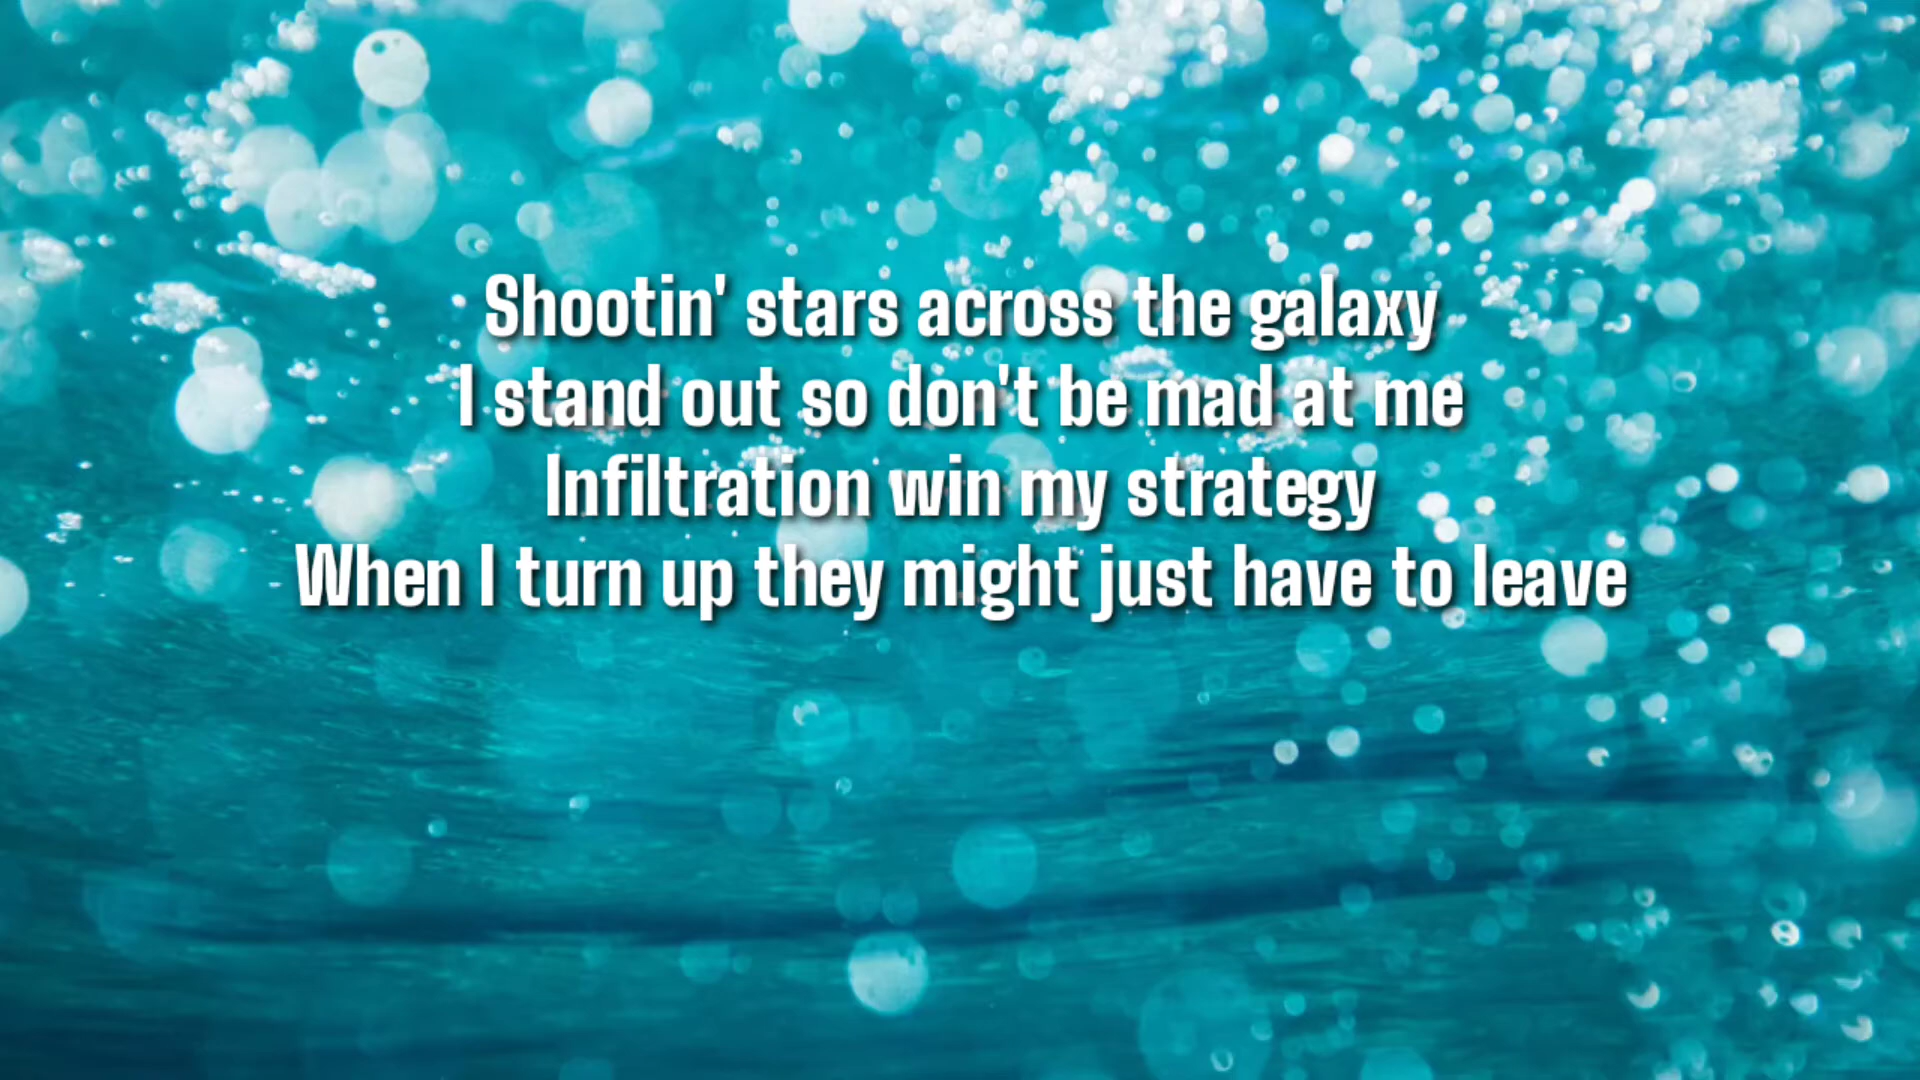 Shootin' stars across the galaxy
I stand out so don't be mad at me
Infiltration win my strategy
When I turn up they might just have to leave